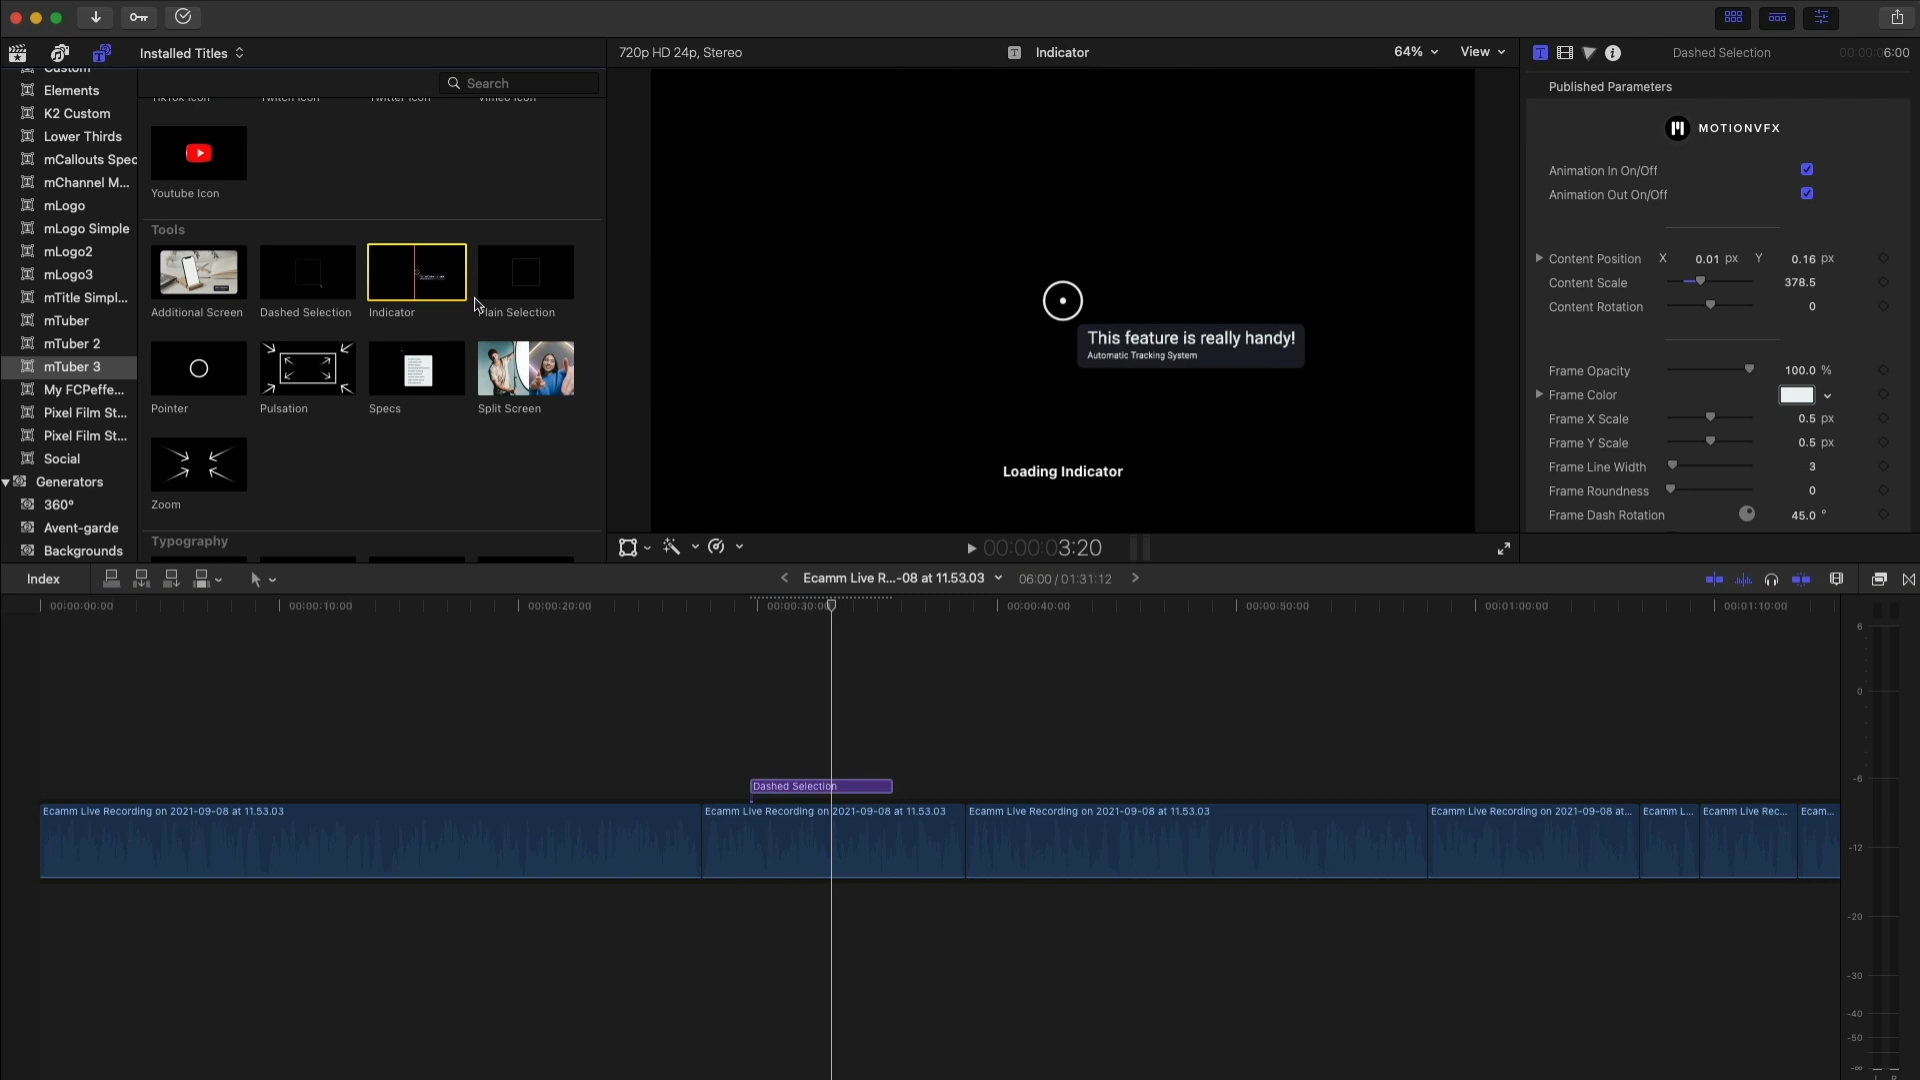 Installed Titles
720p HD 24p, Stereo
Indicator
64%
View
Dashed Selection
00:00:06:00
Custom
Elements
K2 Custom
Lower Thirds
mCallouts Spec
mChannel M...
mLogo
mLogo Simple
mLogo2
mLogo3
mTitle Simpl...
mTuber
mTuber 2
mTuber 3
My FCPeffe...
Pixel Film St...
Pixel Film St...
Social
Generators
360°
Avent-garde
Backgrounds
Search
TikTok Icon
Twitch Icon
Twitter Icon
Vimeo Icon
Youtube Icon
Tools
Additional Screen
Dashed Selection
Indicator
Plain Selection
Pointer
Pulsation
Specs
Split Screen
Zoom
Typography
This feature is really handy!
Automatic Tracking System
Loading Indicator
00:00:03:20
Published Parameters
MOTIONVFX
Animation In On/Off
Animation Out On/Off
Content Position X 0.01 px Y 0.16 px
Content Scale 378.5
Content Rotation 0
Frame Opacity 100.0 %
Frame Color
Frame X Scale 0.5 px
Frame Y Scale 0.5 px
Frame Line Width 3
Frame Roundness 0
Frame Dash Rotation 45.0 °
Index
Ecamm Live R...-08 at 11.53.03
06:00 / 01:31:12
00:00:00:00
00:00:10:00
00:00:20:00
00:00:30:00
00:00:40:00
00:00:50:00
00:01:00:00
00:01:10:00
Dashed Selection
Ecamm Live Recording on 2021-09-08 at 11.53.03
Ecamm Live Recording on 2021-09-08 at 11.53.03
Ecamm Live Recording on 2021-09-08 at 11.53.03
Ecamm Live Recording on 2021-09-08 at...
Ecamm L...
Ecamm Live Rec...
Ecam...
6
0
-6
-12
-20
-30
-40
-50
-∞
L R